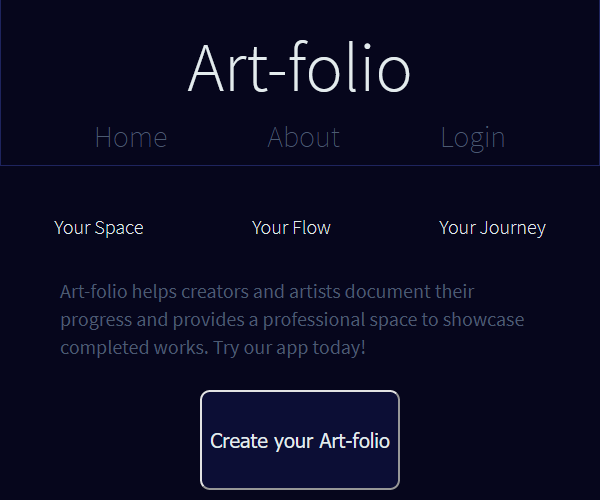 Art-folio
Home About Login
Your Space Your Flow Your Journey
Art-folio helps creators and artists document their
progress and provides a professional space to showcase
completed works. Try our app today!
Create your Art-folio